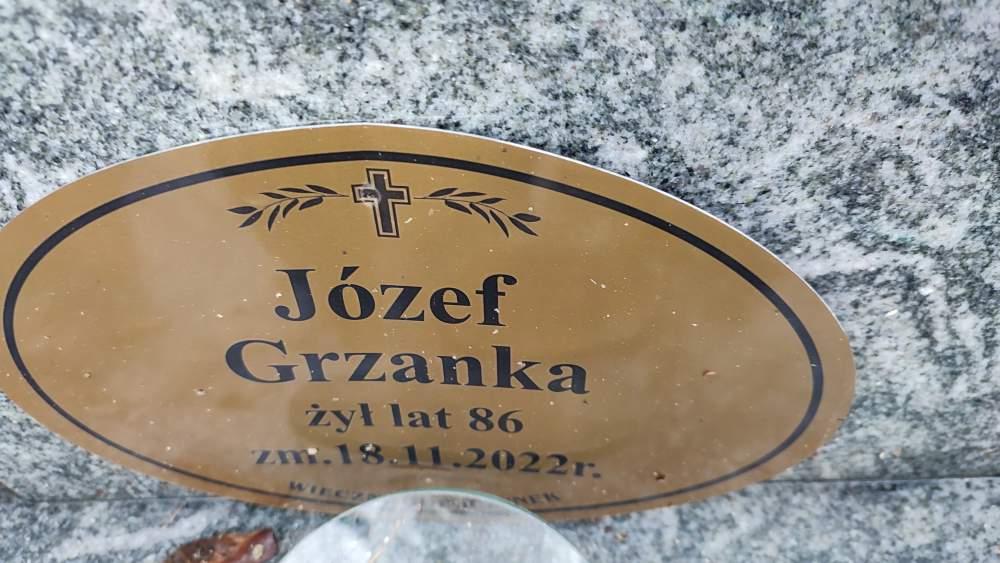 Józef
Grzanka
żył lat 86
zm.18.11.2022r.